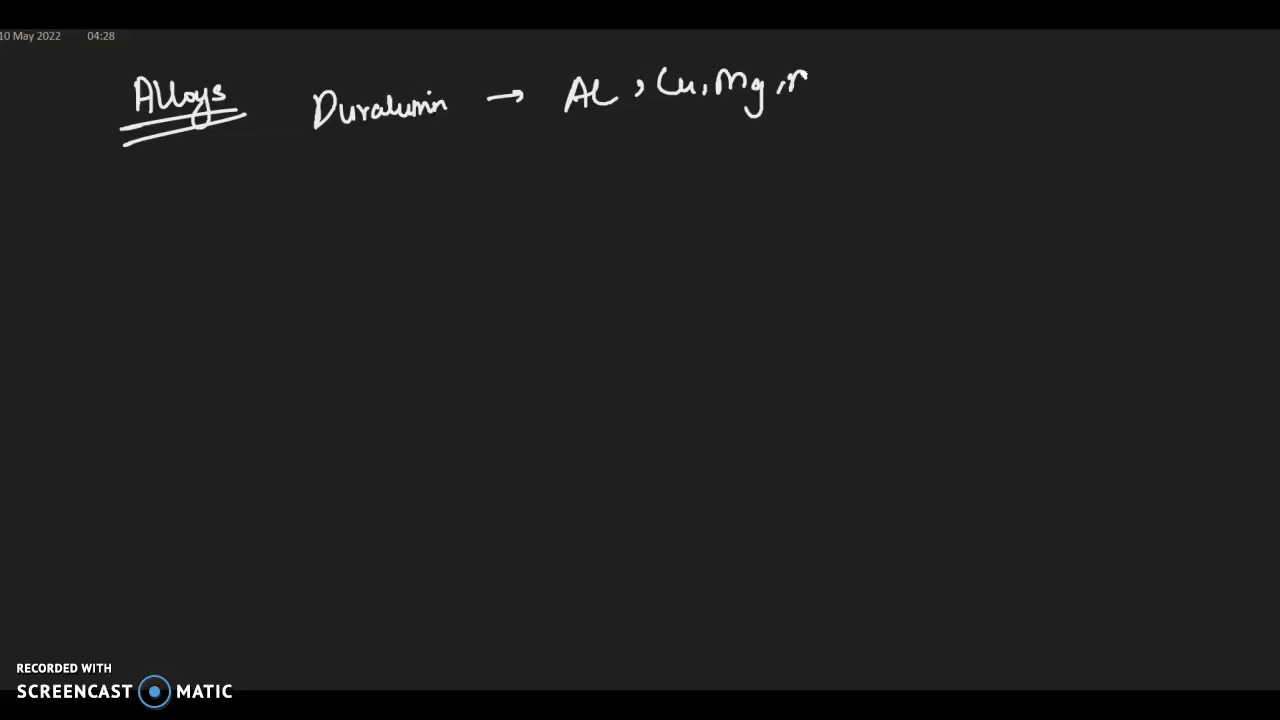 10 May 2022 04:28
Alloys Duralumin → Al, Cu, Mg,
RECORDED WITH
SCREENCAST MATIC